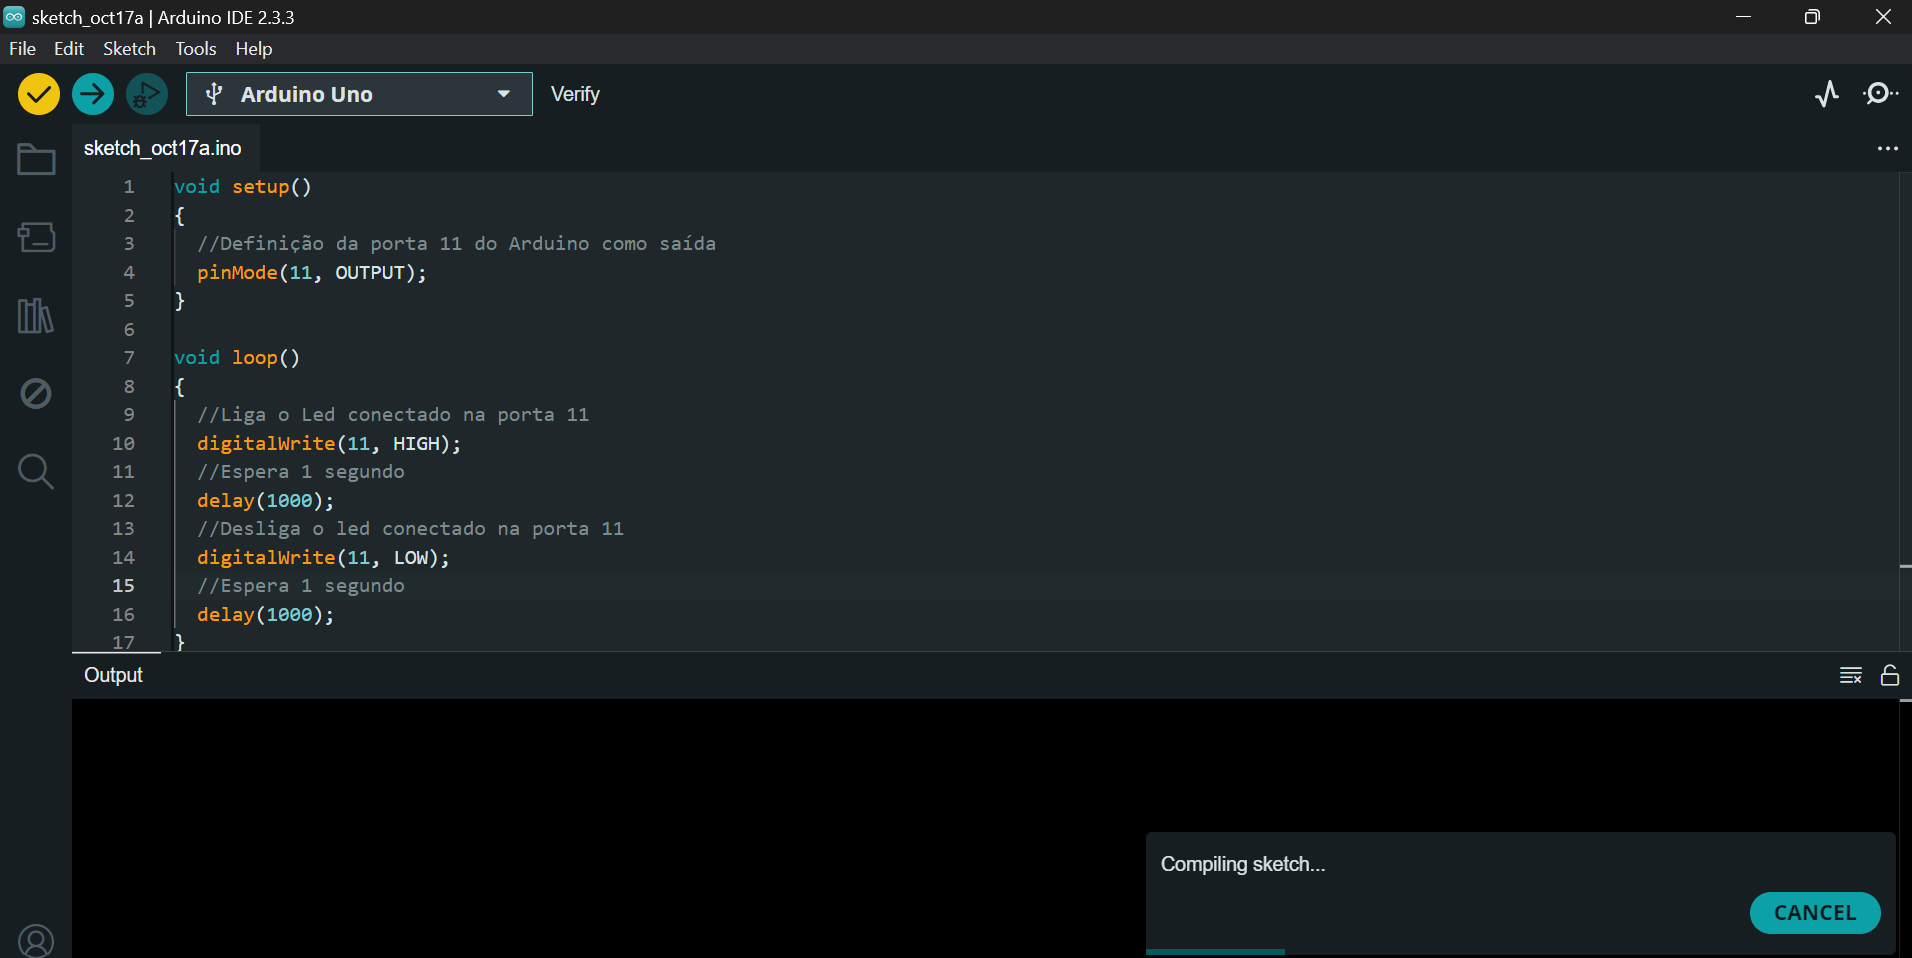 sketch_oct17a | Arduino IDE 2.3.3
File Edit Sketch Tools Help
Arduino Uno
Verify
sketch_oct17a.ino
1 void setup()
2 {
3 //Definição da porta 11 do Arduino como saída
4 pinMode(11, OUTPUT);
5 }
6
7 void loop()
8 {
9 //Liga o Led conectado na porta 11
10 digitalWrite(11, HIGH);
11 //Espera 1 segundo
12 delay(1000);
13 //Desliga o led conectado na porta 11
14 digitalWrite(11, LOW);
15 //Espera 1 segundo
16 delay(1000);
17 }
Output
Compiling sketch...
CANCEL